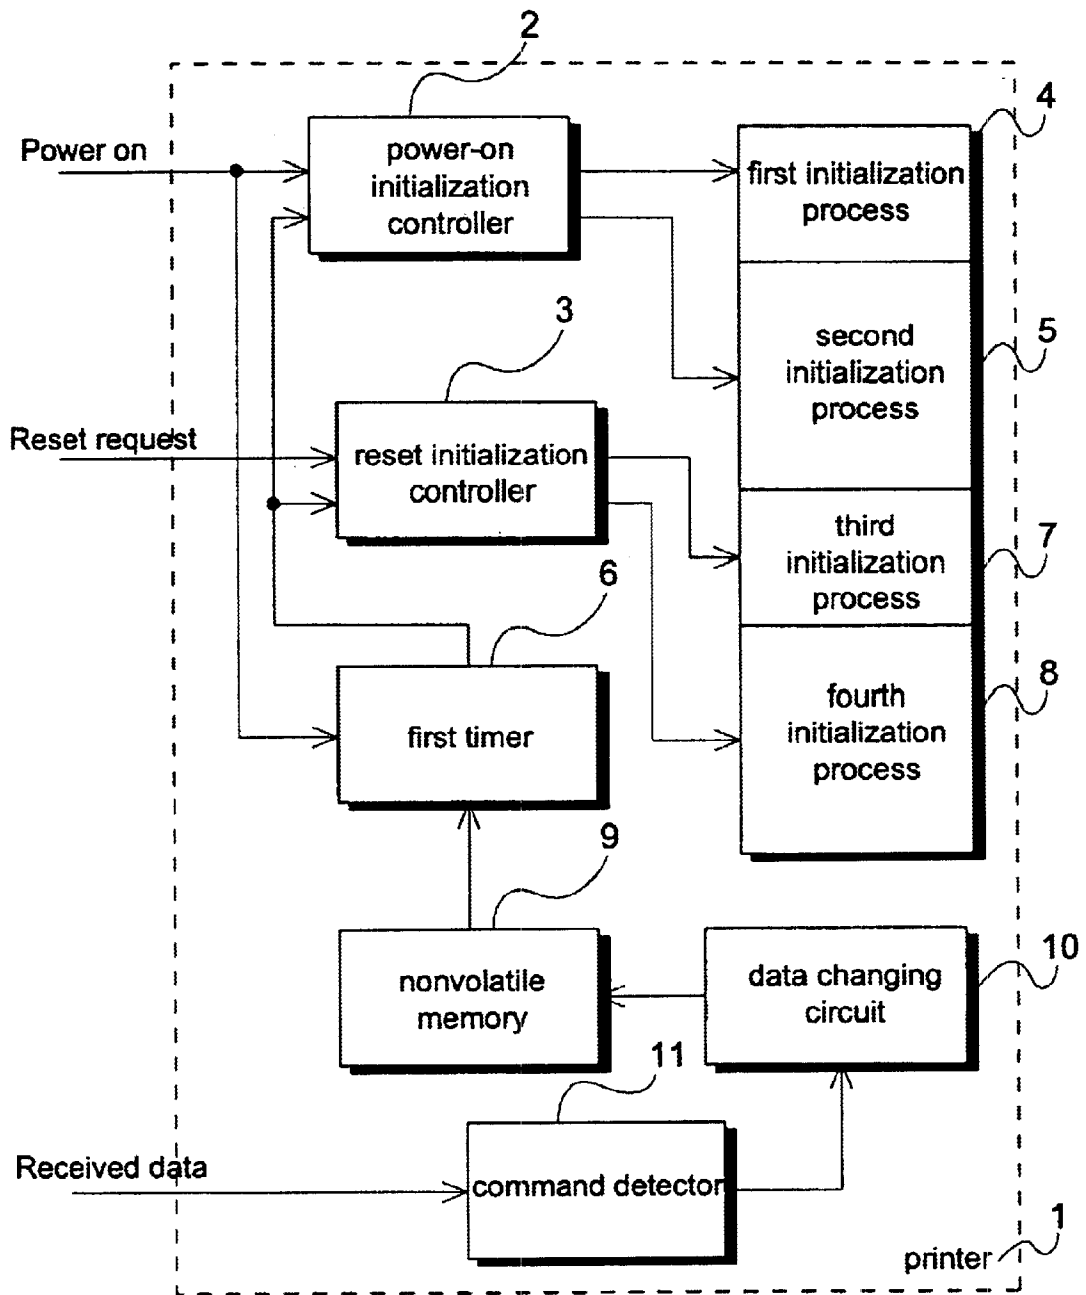 2
4
Power on
power-on
initialization
controller
first initialization
process
3
5
second
initialization
process
Reset request
reset initialization
controller
third
initialization
process
7
6
8
first timer
fourth
initialization
process
9
10
nonvolatile
memory
data changing
circuit
11
Received data
command detector
1
printer